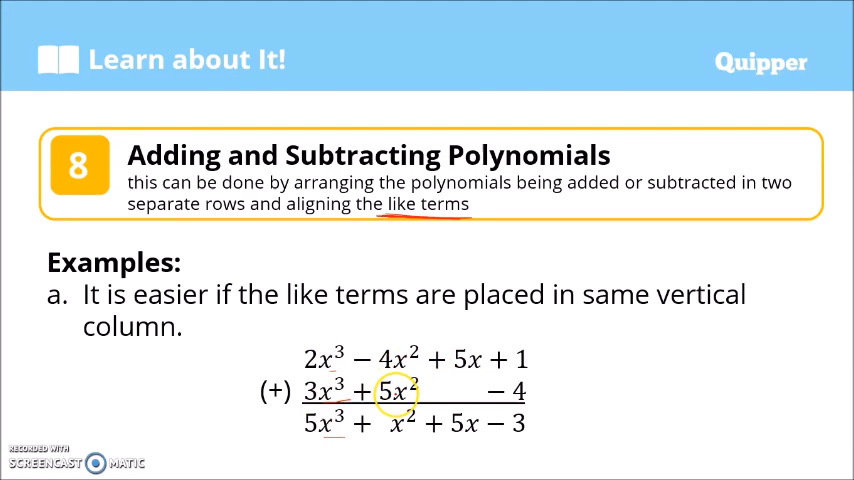 Learn about It!
Quipper
8
Adding and Subtracting Polynomials
this can be done by arranging the polynomials being added or subtracted in two
separate rows and aligning the like terms
Examples:
a. It is easier if the like terms are placed in same vertical
column.
2x³ − 4x² + 5x + 1
(+) 3x³ + 5x² − 4
5x³ + x² + 5x − 3
RECORDED WITH
SCREENCAST MATIC